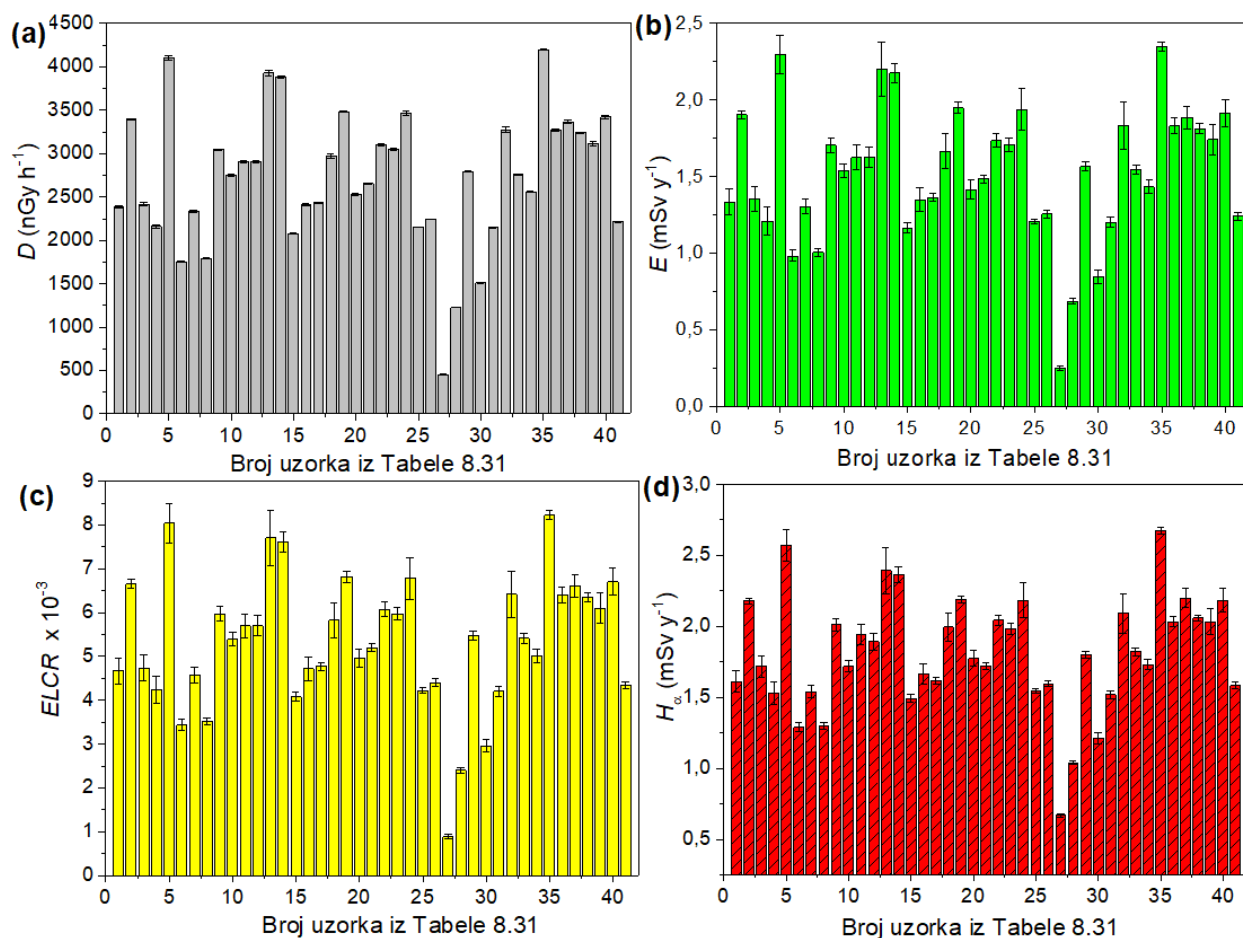 (a)
4500
4000
3500
3000
2500
2000
1500
1000
500
0
D (nGy h⁻¹)
0 5 10 15 20 25 30 35 40
Broj uzorka iz Tabele 8.31
(b)
2,5
2,0
1,5
1,0
0,5
0,0
E (mSv y⁻¹)
0 5 10 15 20 25 30 35 40
Broj uzorka iz Tabele 8.31
(c)
9
8
7
6
5
4
3
2
1
0
ELCR x 10⁻³
0 5 10 15 20 25 30 35 40
Broj uzorka iz Tabele 8.31
(d)
3,0
2,5
2,0
1,5
1,0
0,5
Hα (mSv y⁻¹)
0 5 10 15 20 25 30 35 40
Broj uzorka iz Tabele 8.31